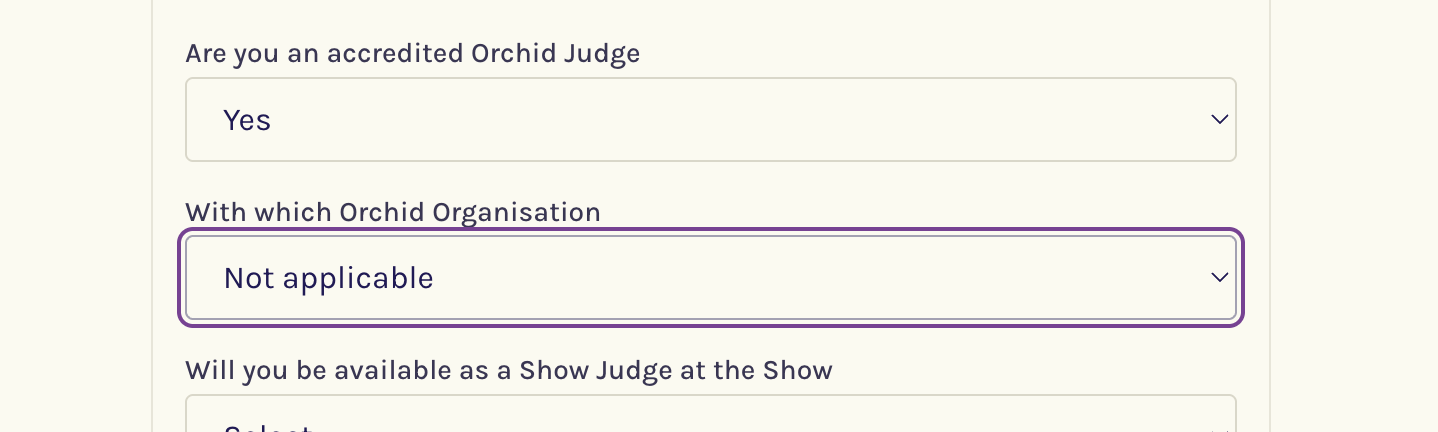 Are you an accredited Orchid Judge
Yes
With which Orchid Organisation
Not applicable
Will you be available as a Show Judge at the Show
Select